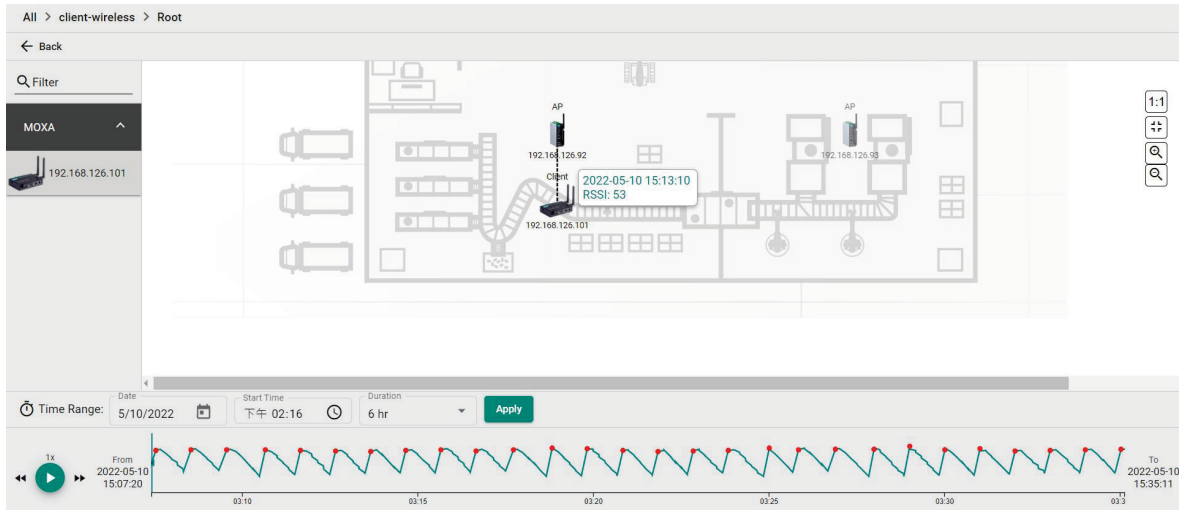 All > client-wireless > Root
← Back
Filter
MOXA
192.168.126.101
AP
192.168.126.92
Client
192.168.126.101
2022-05-10 15:13:10
RSSI: 53
AP
192.168.126.93
1:1
Time Range:
Date
5/10/2022
Start Time
下午 02:16
Duration
6 hr
Apply
1x
From
2022-05-10
15:07:20
03:10
03:15
03:20
03:25
03:30
03:3
To
2022-05-10
15:35:11